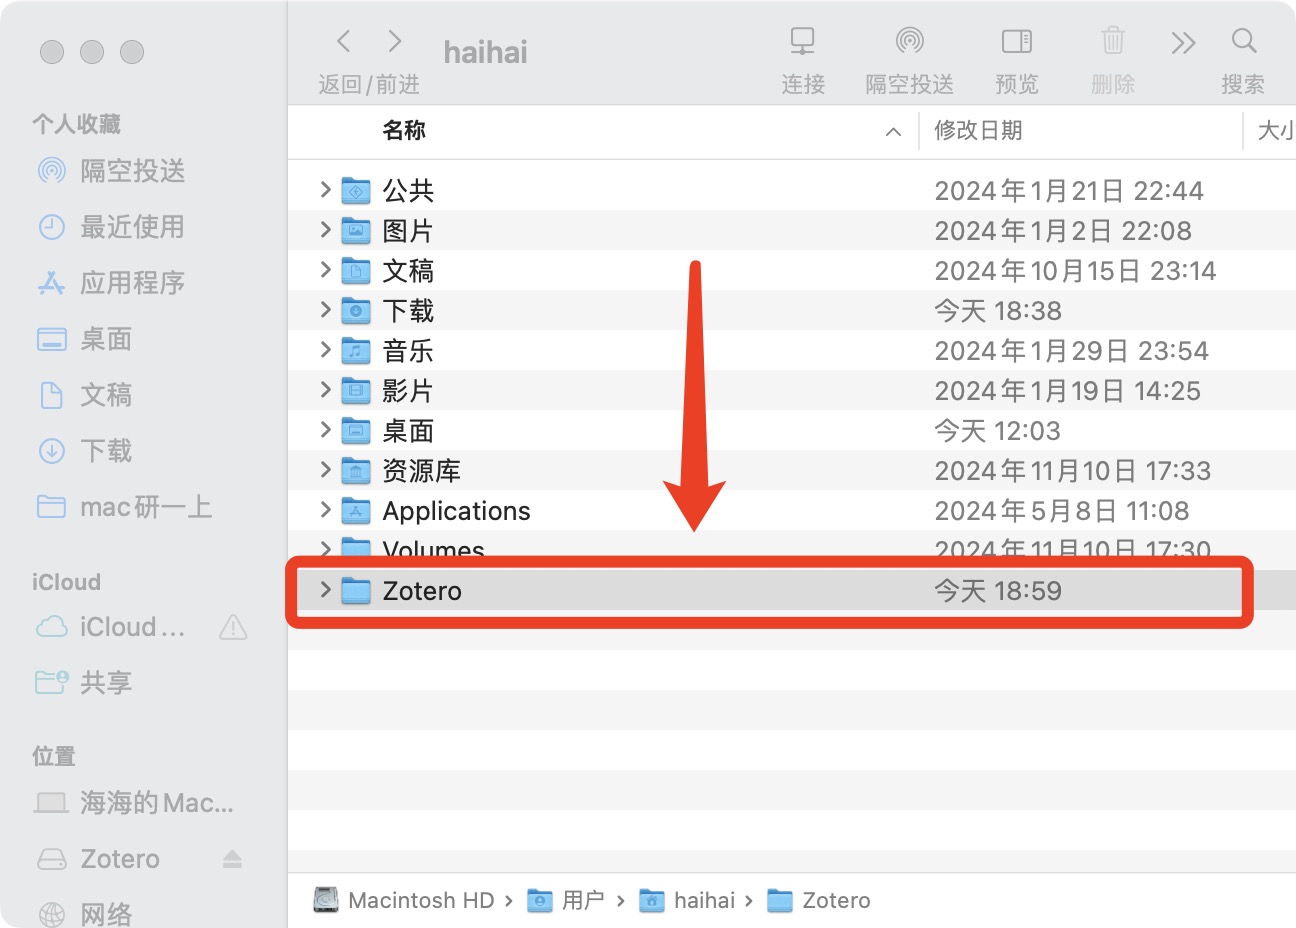 haihai
返回/前进
连接
隔空投送
预览
删除
搜索
个人收藏
隔空投送
最近使用
应用程序
桌面
文稿
下载
mac研一上
iCloud
iCloud…
共享
位置
海海的Mac…
Zotero
网络
名称 修改日期 大小
公共 2024年1月21日 22:44
图片 2024年1月2日 22:08
文稿 2024年10月15日 23:14
下载 今天 18:38
音乐 2024年1月29日 23:54
影片 2024年1月19日 14:25
桌面 今天 12:03
资源库 2024年11月10日 17:33
Applications 2024年5月8日 11:08
Volumes 2024年11月10日 17:30
Zotero 今天 18:59
Macintosh HD › 用户 › haihai › Zotero